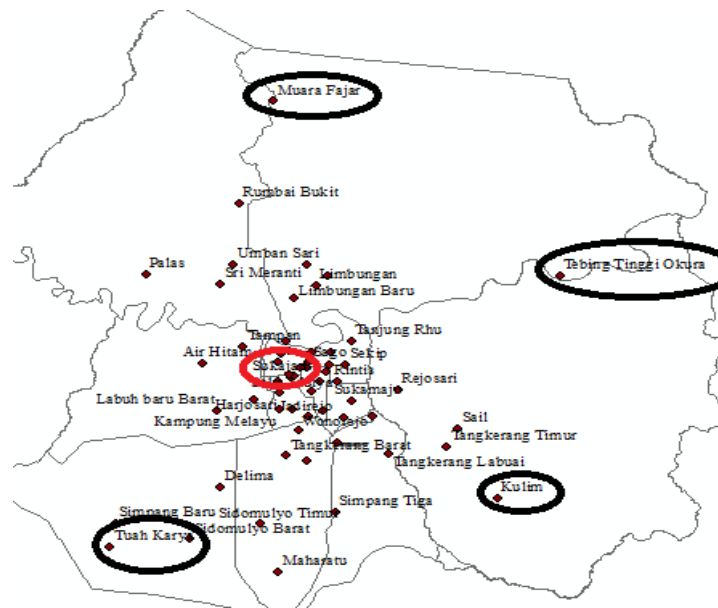 Muara Fajar
Rumbai Bukit
Umban Sari
Palas
Tebing Tinggi Okura
Sri Meranti
Limbungan
Limbungan Baru
Tanjung Rhu
Tampan
Sago
Sekip
Air Hitam
Sukajadi
Rintis
Rejosari
Labuh baru Barat
Harjosari
Jadirejo
Sukamaju
Kampung Melayu
Wonorejo
Sail
Tangkerang Barat
Tangkerang Timur
Tangkerang Labuai
Delima
Kulim
Simpang Tiga
Simpang Baru
Sidomulyo Timur
Sidomulyo Barat
Tuah Karya
Maharatu